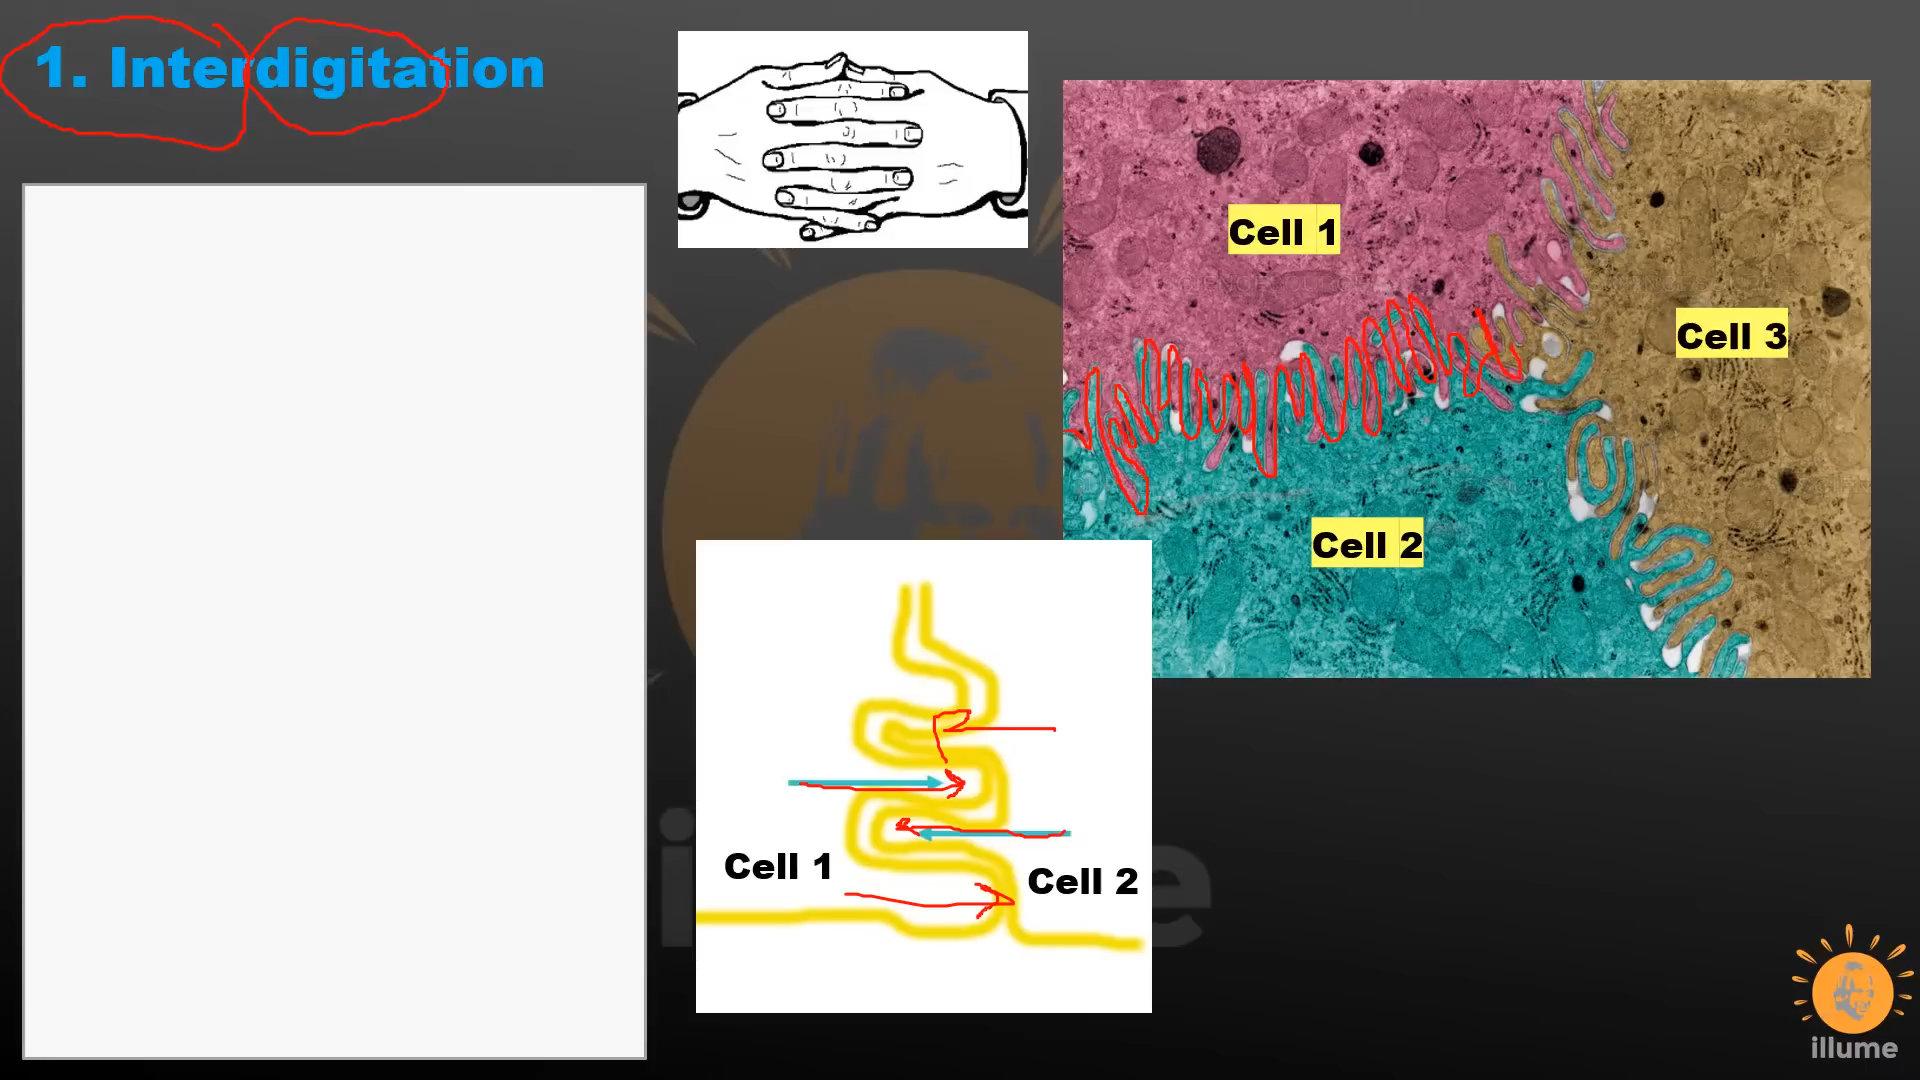 1. Interdigitation
Cell 1
Cell 3
Cell 2
Cell 1
Cell 2
illume